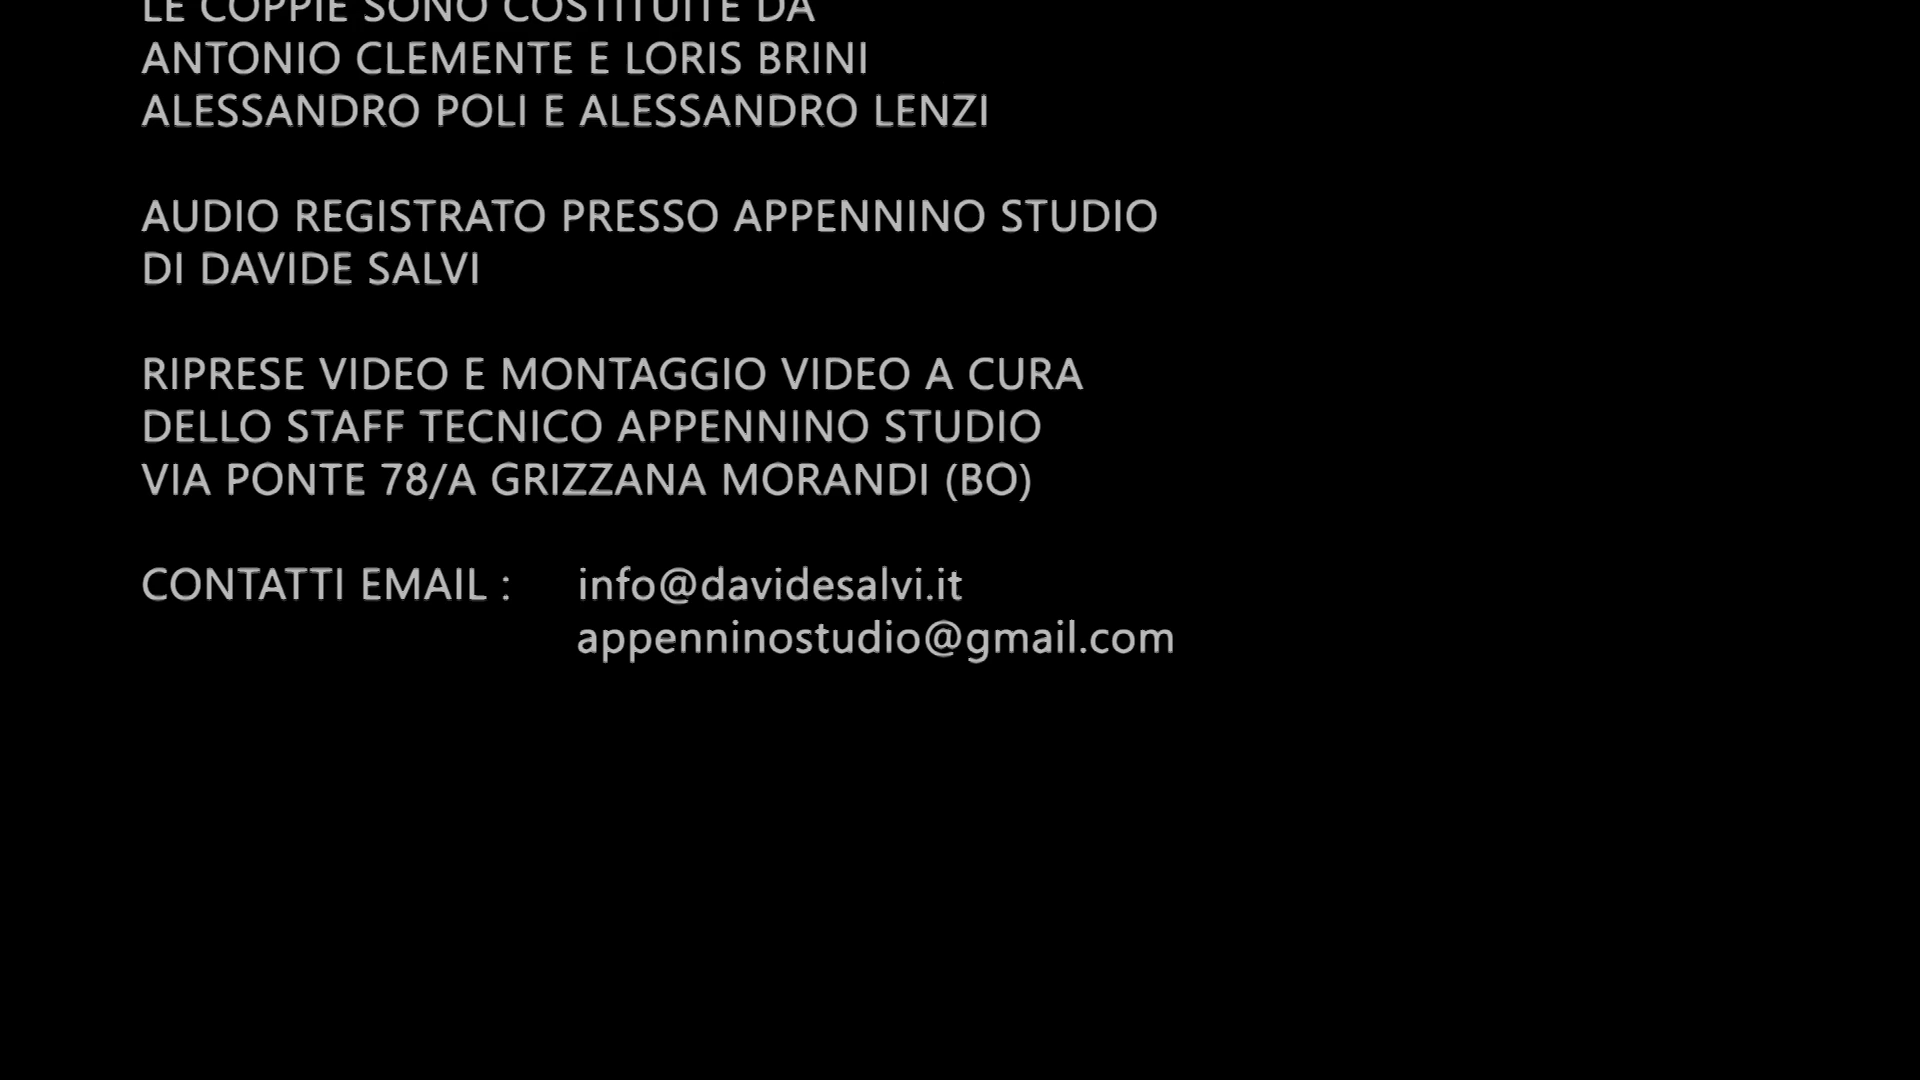 LE COPPIE SONO COSTITUITE DA
ANTONIO CLEMENTE E LORIS BRINI
ALESSANDRO POLI E ALESSANDRO LENZI
AUDIO REGISTRATO PRESSO APPENNINO STUDIO
DI DAVIDE SALVI
RIPRESE VIDEO E MONTAGGIO VIDEO A CURA
DELLO STAFF TECNICO APPENNINO STUDIO
VIA PONTE 78/A GRIZZANA MORANDI (BO)
CONTATTI EMAIL : info@davidesalvi.it
appenninostudio@gmail.com